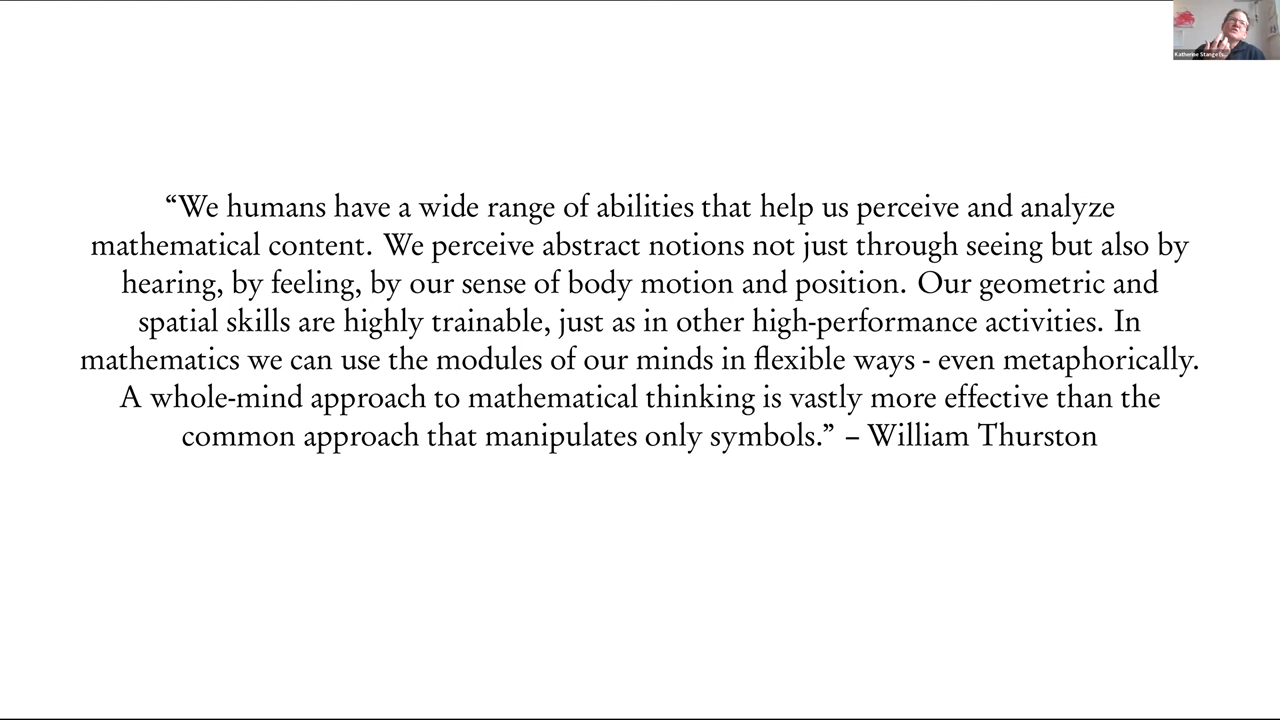 “We humans have a wide range of abilities that help us perceive and analyze
mathematical content. We perceive abstract notions not just through seeing but also by
hearing, by feeling, by our sense of body motion and position. Our geometric and
spatial skills are highly trainable, just as in other high-performance activities. In
mathematics we can use the modules of our minds in flexible ways - even metaphorically.
A whole-mind approach to mathematical thinking is vastly more effective than the
common approach that manipulates only symbols.” – William Thurston
Katherine Stange